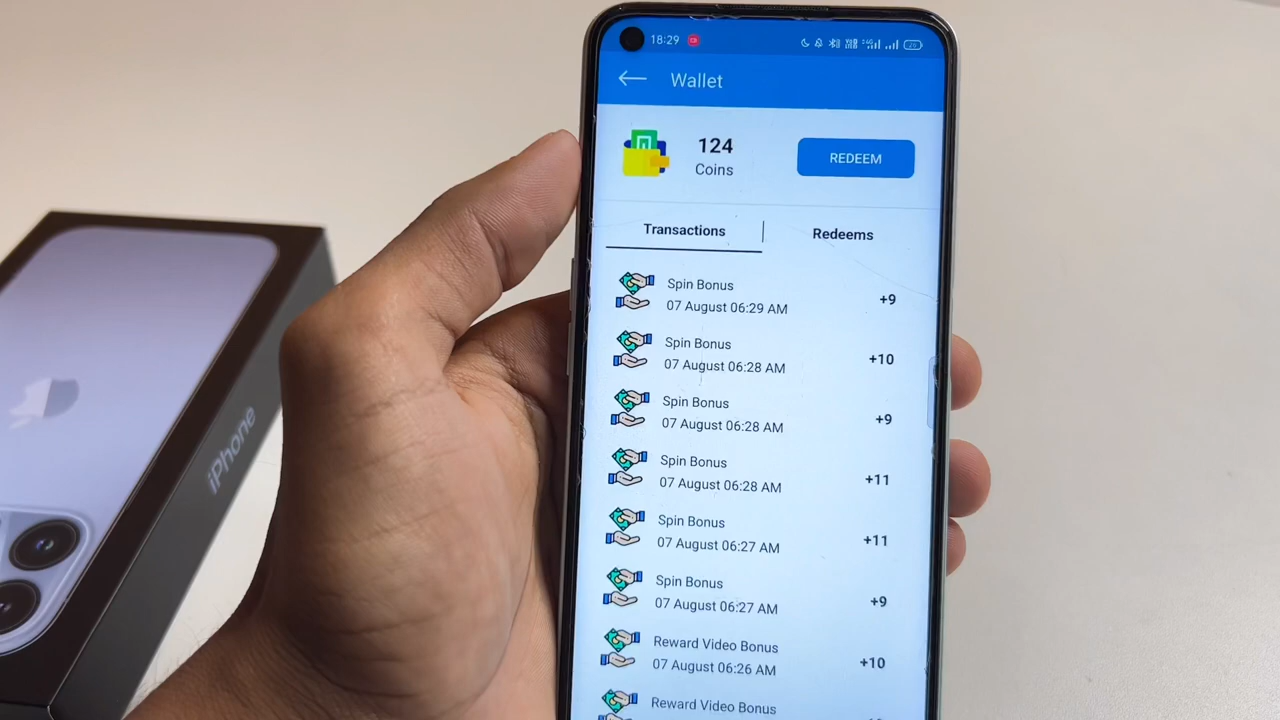 18:29
Wallet
124
Coins
REDEEM
Transactions
Redeems
Spin Bonus
07 August 06:29 AM
+9
Spin Bonus
07 August 06:28 AM
+10
Spin Bonus
07 August 06:28 AM
+9
Spin Bonus
07 August 06:28 AM
+11
Spin Bonus
07 August 06:27 AM
+11
Spin Bonus
07 August 06:27 AM
+9
Reward Video Bonus
07 August 06:26 AM
+10
Reward Video Bonus
iPhone